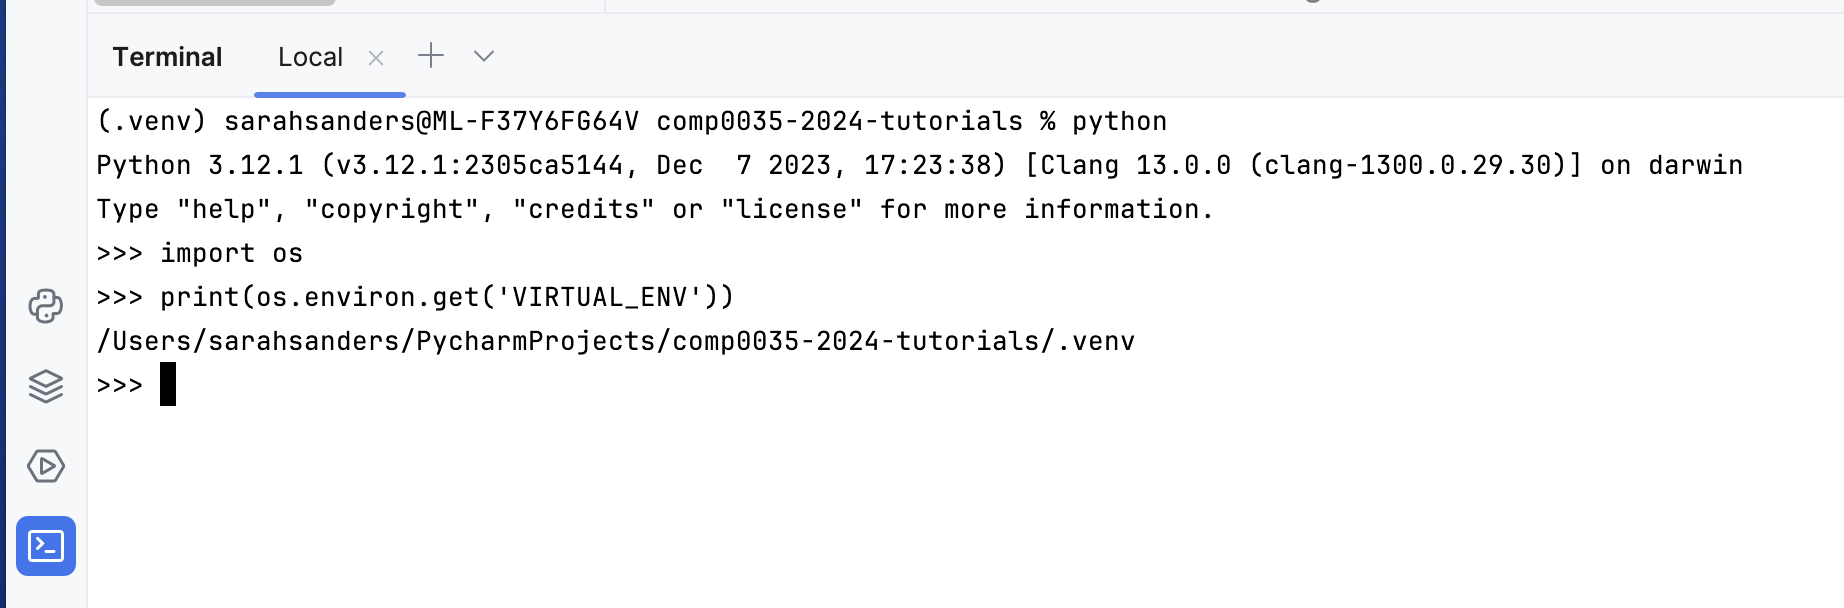 Terminal Local
(.venv) sarahsanders@ML-F37Y6FG64V comp0035-2024-tutorials % python
Python 3.12.1 (v3.12.1:2305ca5144, Dec  7 2023, 17:23:38) [Clang 13.0.0 (clang-1300.0.29.30)] on darwin
Type "help", "copyright", "credits" or "license" for more information.
>>> import os
>>> print(os.environ.get('VIRTUAL_ENV'))
/Users/sarahsanders/PycharmProjects/comp0035-2024-tutorials/.venv
>>>